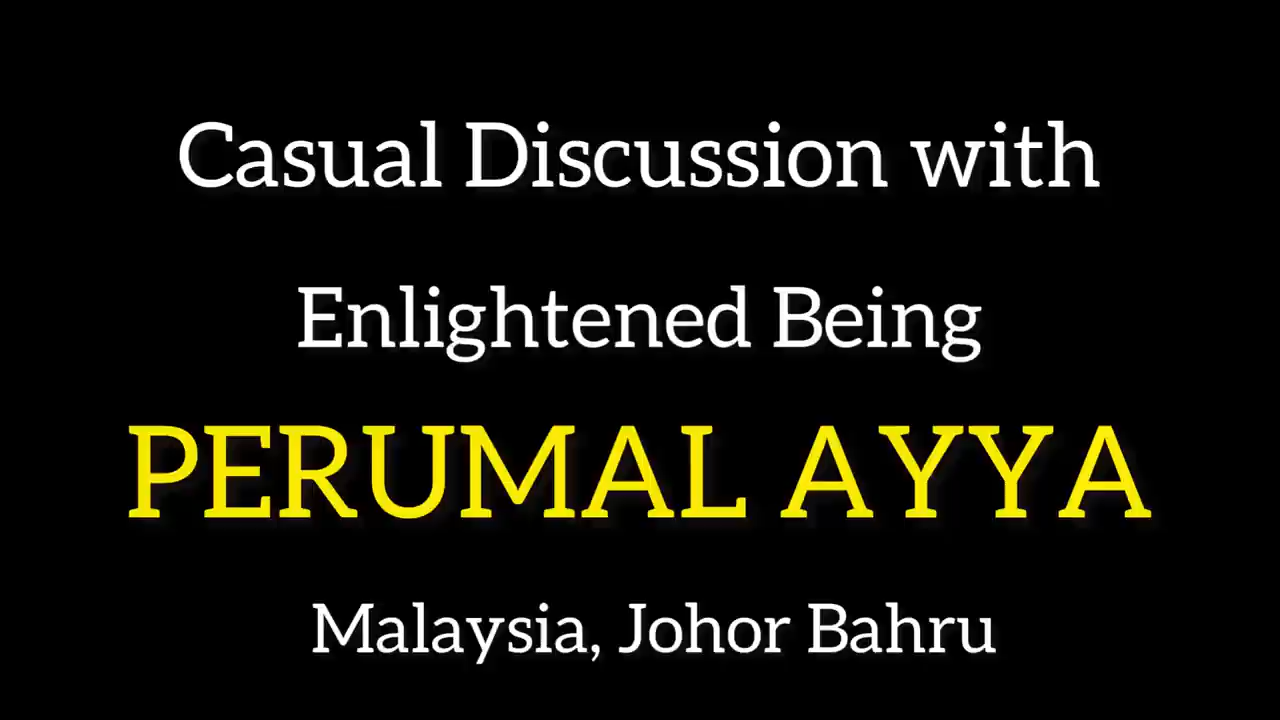 Casual Discussion with
Enlightened Being
PERUMAL AYYA
Malaysia, Johor Bahru